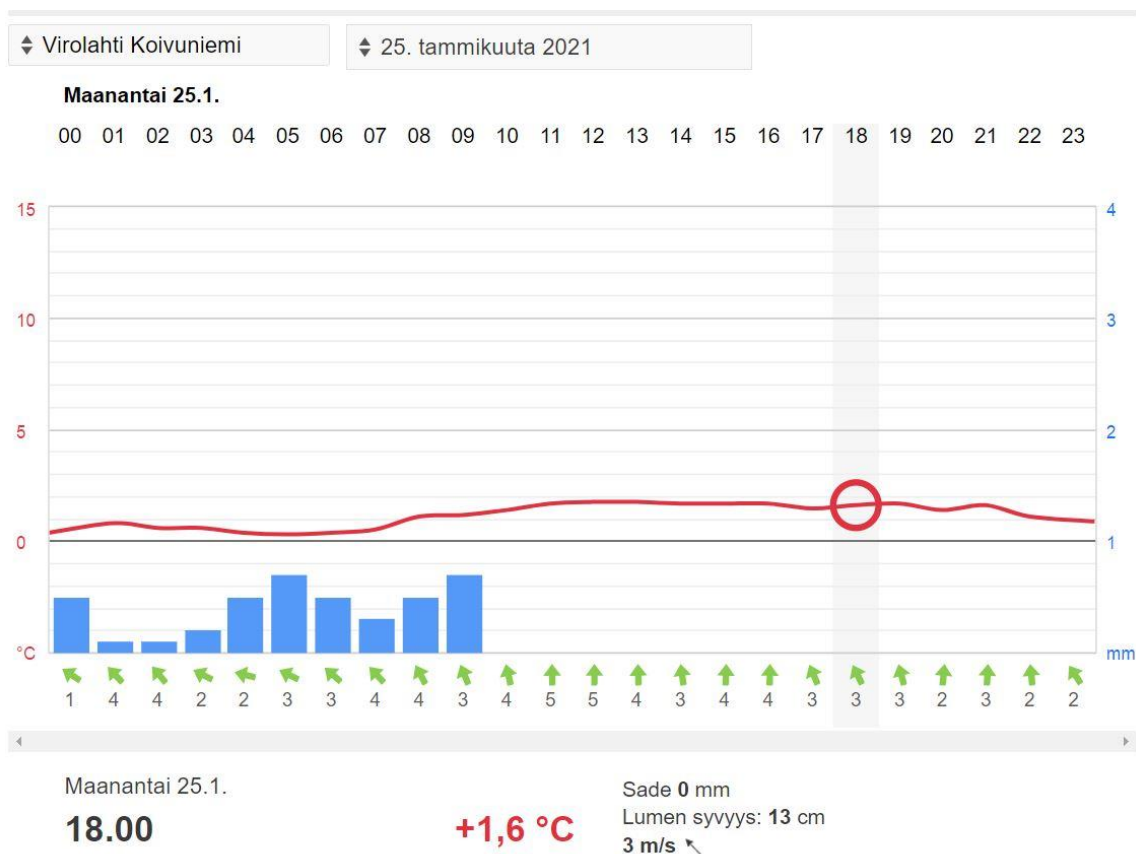 Virolahti Koivuniemi 25. tammikuuta 2021
Maanantai 25.1.
00 01 02 03 04 05 06 07 08 09 10 11 12 13 14 15 16 17 18 19 20 21 22 23
15 4
10 3
5 2
0 1
°C mm
1 4 4 2 2 3 3 4 4 3 4 5 5 4 3 4 4 3 3 3 2 3 2 2
Maanantai 25.1.
18.00
+1,6 °C
Sade 0 mm
Lumen syvyys: 13 cm
3 m/s ↖